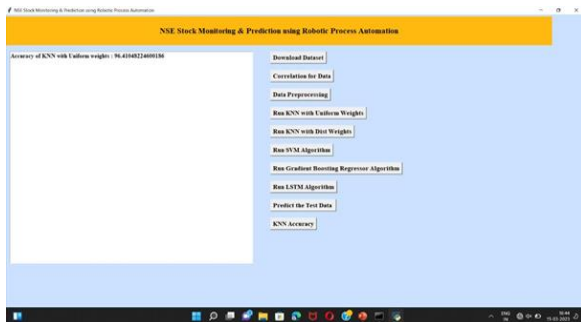 NSE Stock Monitoring & Prediction using Robotic Process Automation
NSE Stock Monitoring & Prediction using Robotic Process Automation
Accuracy of KNN with Uniform weights : 96.41048224600186
Download Dataset
Correlation for Data
Data Preprocessing
Run KNN with Uniform Weights
Run KNN with Dist Weights
Run SVM Algorithm
Run Gradient Boosting Regressor Algorithm
Run LSTM Algorithm
Predict the Test Data
KNN Accuracy
ENG
IN